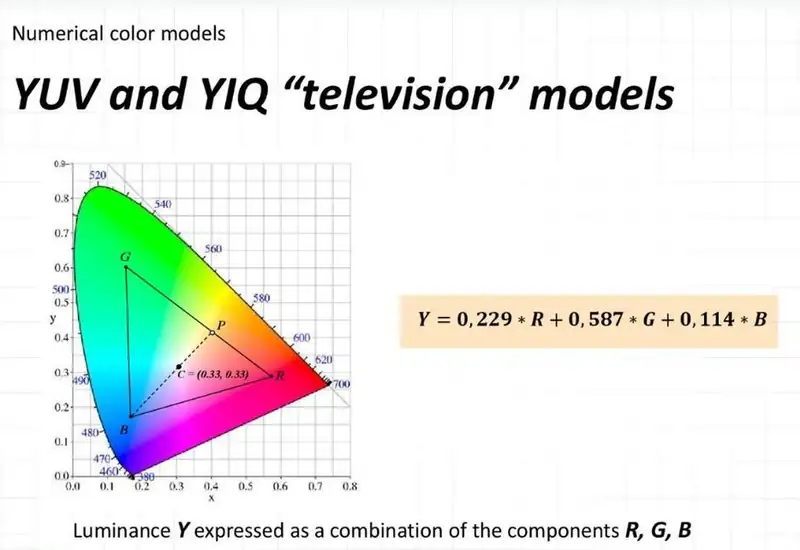 Numerical color models
YUV and YIQ “television” models
0.9
0.8
0.7
0.6
0.5
0.4
0.3
0.2
0.1
0.0
y
0.0 0.1 0.2 0.3 0.4 0.5 0.6 0.7 0.8
x
520
540
560
580
600
620
700
500
490
480
470
460
380
G
P
C = (0.33, 0.33)
R
B
Y = 0,229 * R + 0,587 * G + 0,114 * B
Luminance Y expressed as a combination of the components R, G, B